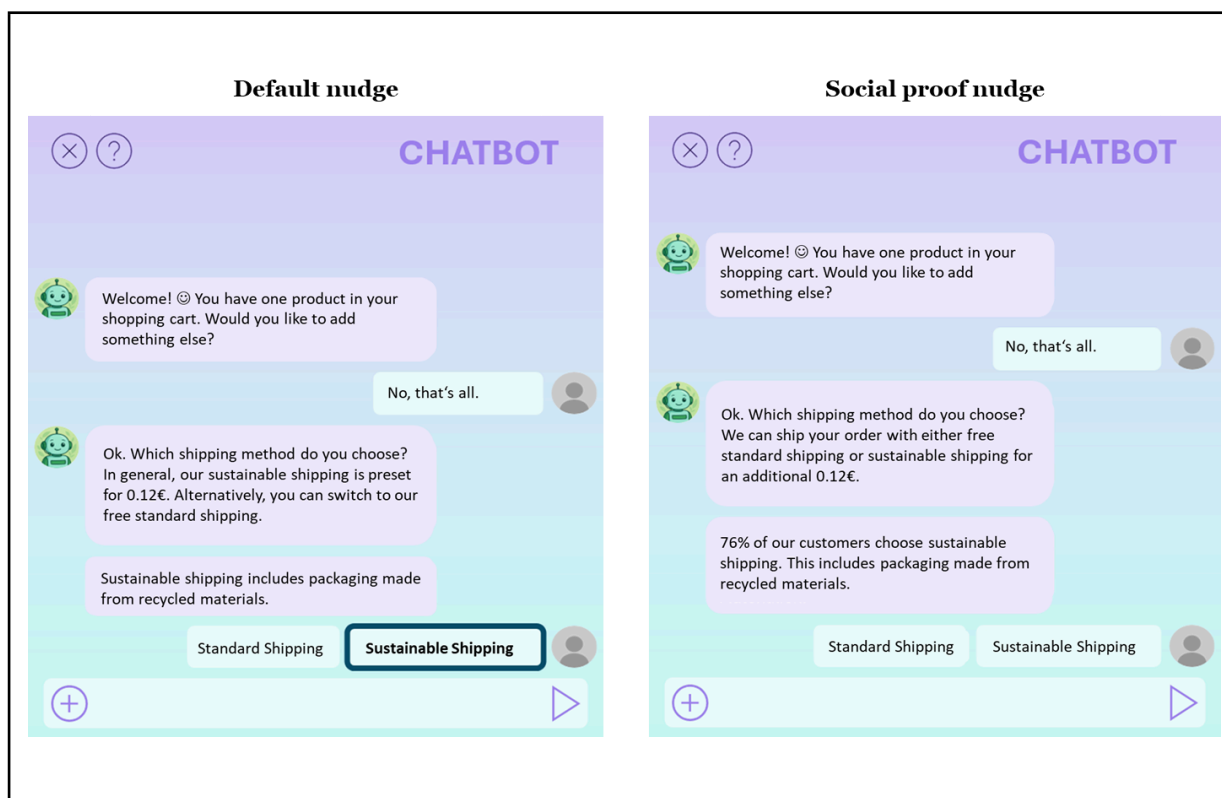 Default nudge
CHATBOT
Welcome! ☺ You have one product in your
shopping cart. Would you like to add
something else?
No, that‘s all.
Ok. Which shipping method do you choose?
In general, our sustainable shipping is preset
for 0.12€. Alternatively, you can switch to our
free standard shipping.
Sustainable shipping includes packaging made
from recycled materials.
Standard Shipping
Sustainable Shipping
Social proof nudge
CHATBOT
Welcome! ☺ You have one product in your
shopping cart. Would you like to add
something else?
No, that‘s all.
Ok. Which shipping method do you choose?
We can ship your order with either free
standard shipping or sustainable shipping for
an additional 0.12€.
76% of our customers choose sustainable
shipping. This includes packaging made from
recycled materials.
Standard Shipping
Sustainable Shipping